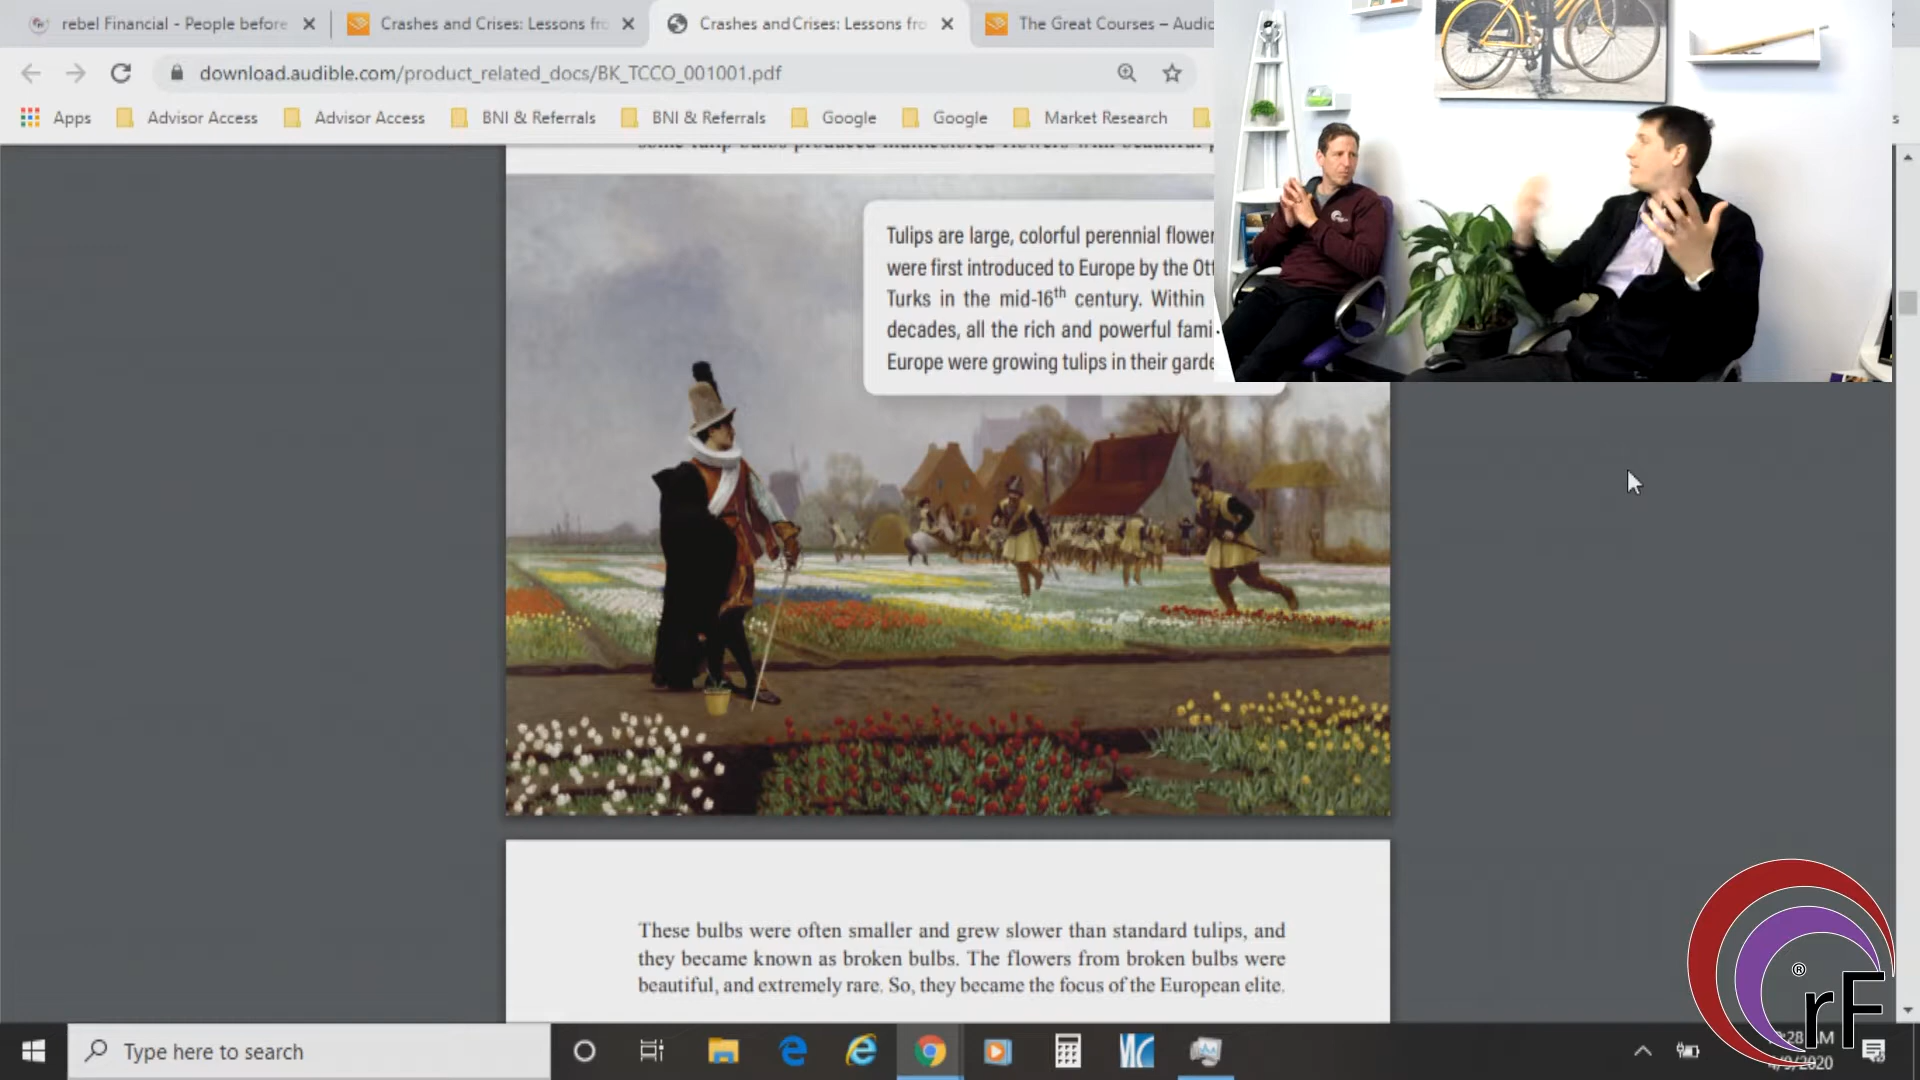 rebel Financial - People before
Crashes and Crises: Lessons fro
Crashes and Crises: Lessons fro
The Great Courses – Audio
download.audible.com/product_related_docs/BK_TCCO_001001.pdf
Apps
Advisor Access
Advisor Access
BNI & Referrals
BNI & Referrals
Google
Google
Market Research
Tulips are large, colorful perennial flower
were first introduced to Europe by the Ott
Turks in the mid-16th century. Within
decades, all the rich and powerful fami
Europe were growing tulips in their garde
These bulbs were often smaller and grew slower than standard tulips, and
they became known as broken bulbs. The flowers from broken bulbs were
beautiful, and extremely rare. So, they became the focus of the European elite.
Type here to search
rF
®